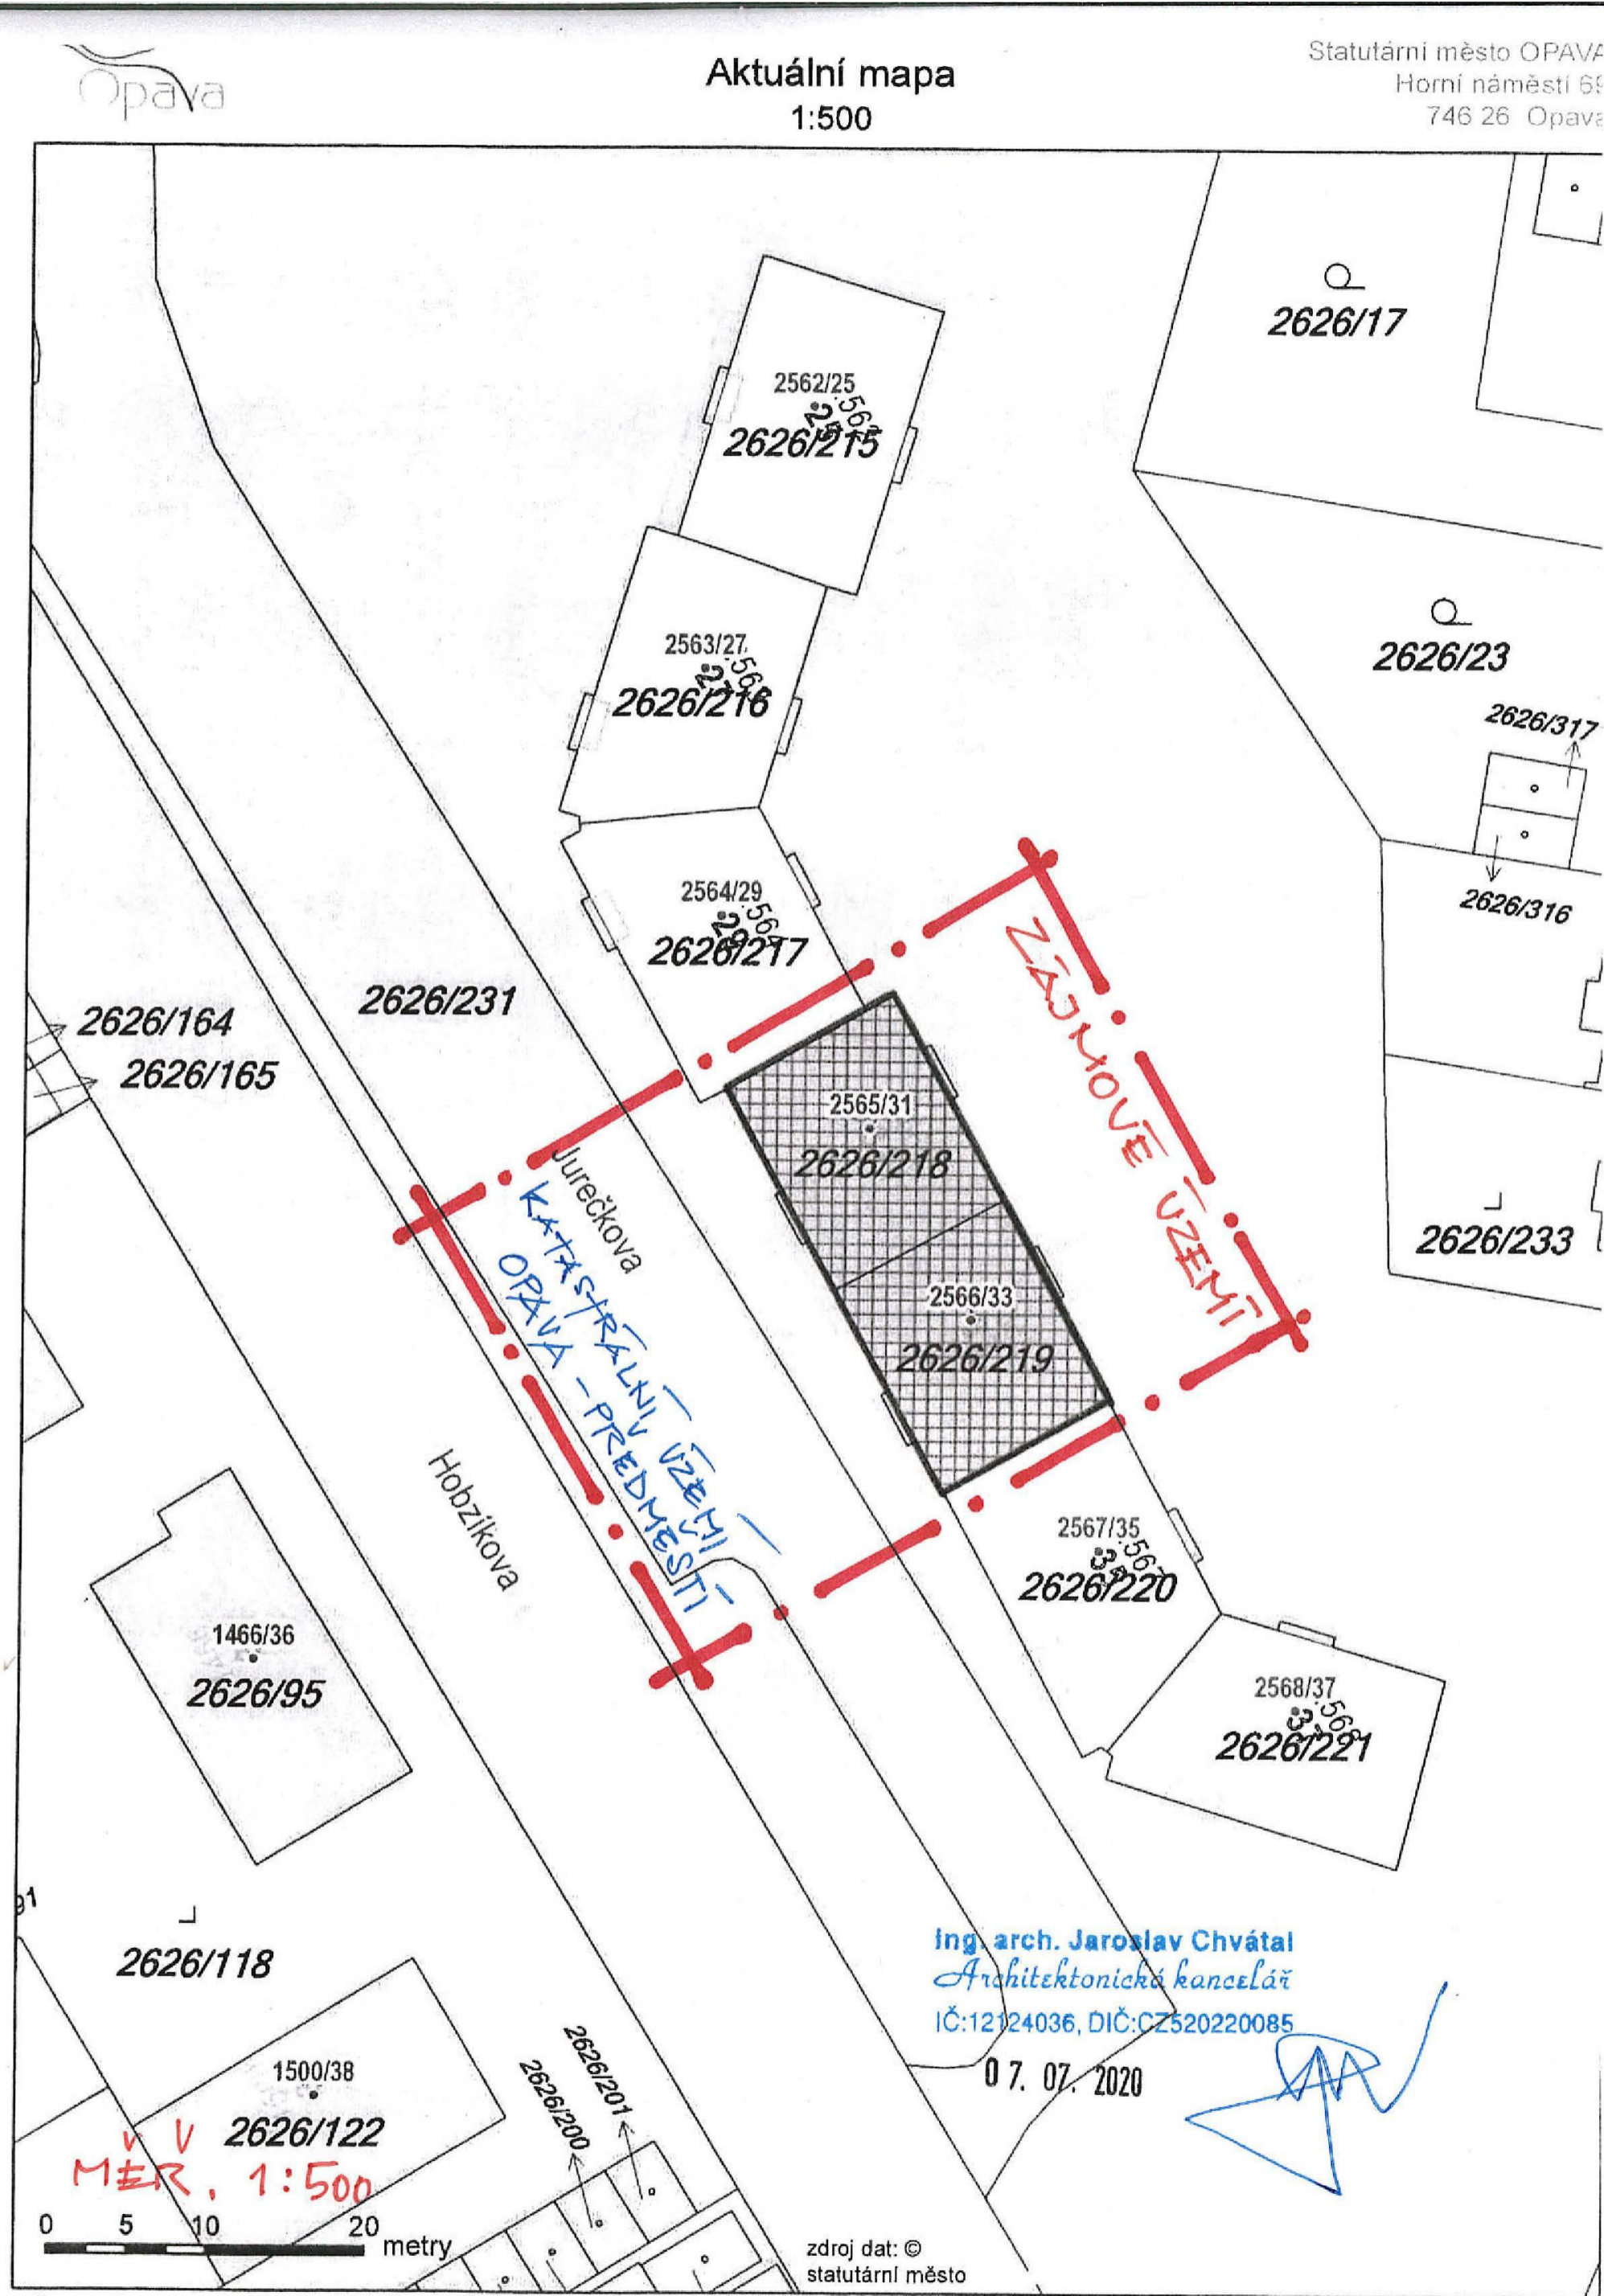 Opava
Aktuální mapa
1:500
Statutární město OPAVA
Horní náměstí 69
746 26 Opava
2626/17
2562/25
2626/215
2626/23
2563/27
2626/216
2626/317
2626/316
2564/29
2626/217
ZÁJMOVÉ ÚZEMÍ
2626/231
2626/164
2626/165
2565/31
2626/218
Jurečkova
KATASTRÁLNÍ ÚZEMÍ
OPAVA - PŘEDMĚSTÍ
2626/233
2566/33
2626/219
Hobzíkova
2567/35
2626/220
1466/36
2626/95
2568/37
2626/221
91
2626/118
Ing. arch. Jaroslav Chvátal
Architektonická kancelář
IČ:12124036, DIČ:CZ520220085
07. 07. 2020
1500/38
2626/122
2626/200
2626/201
MĚŘ. 1:500
0 5 10 20 metry
zdroj dat: ©
statutární město